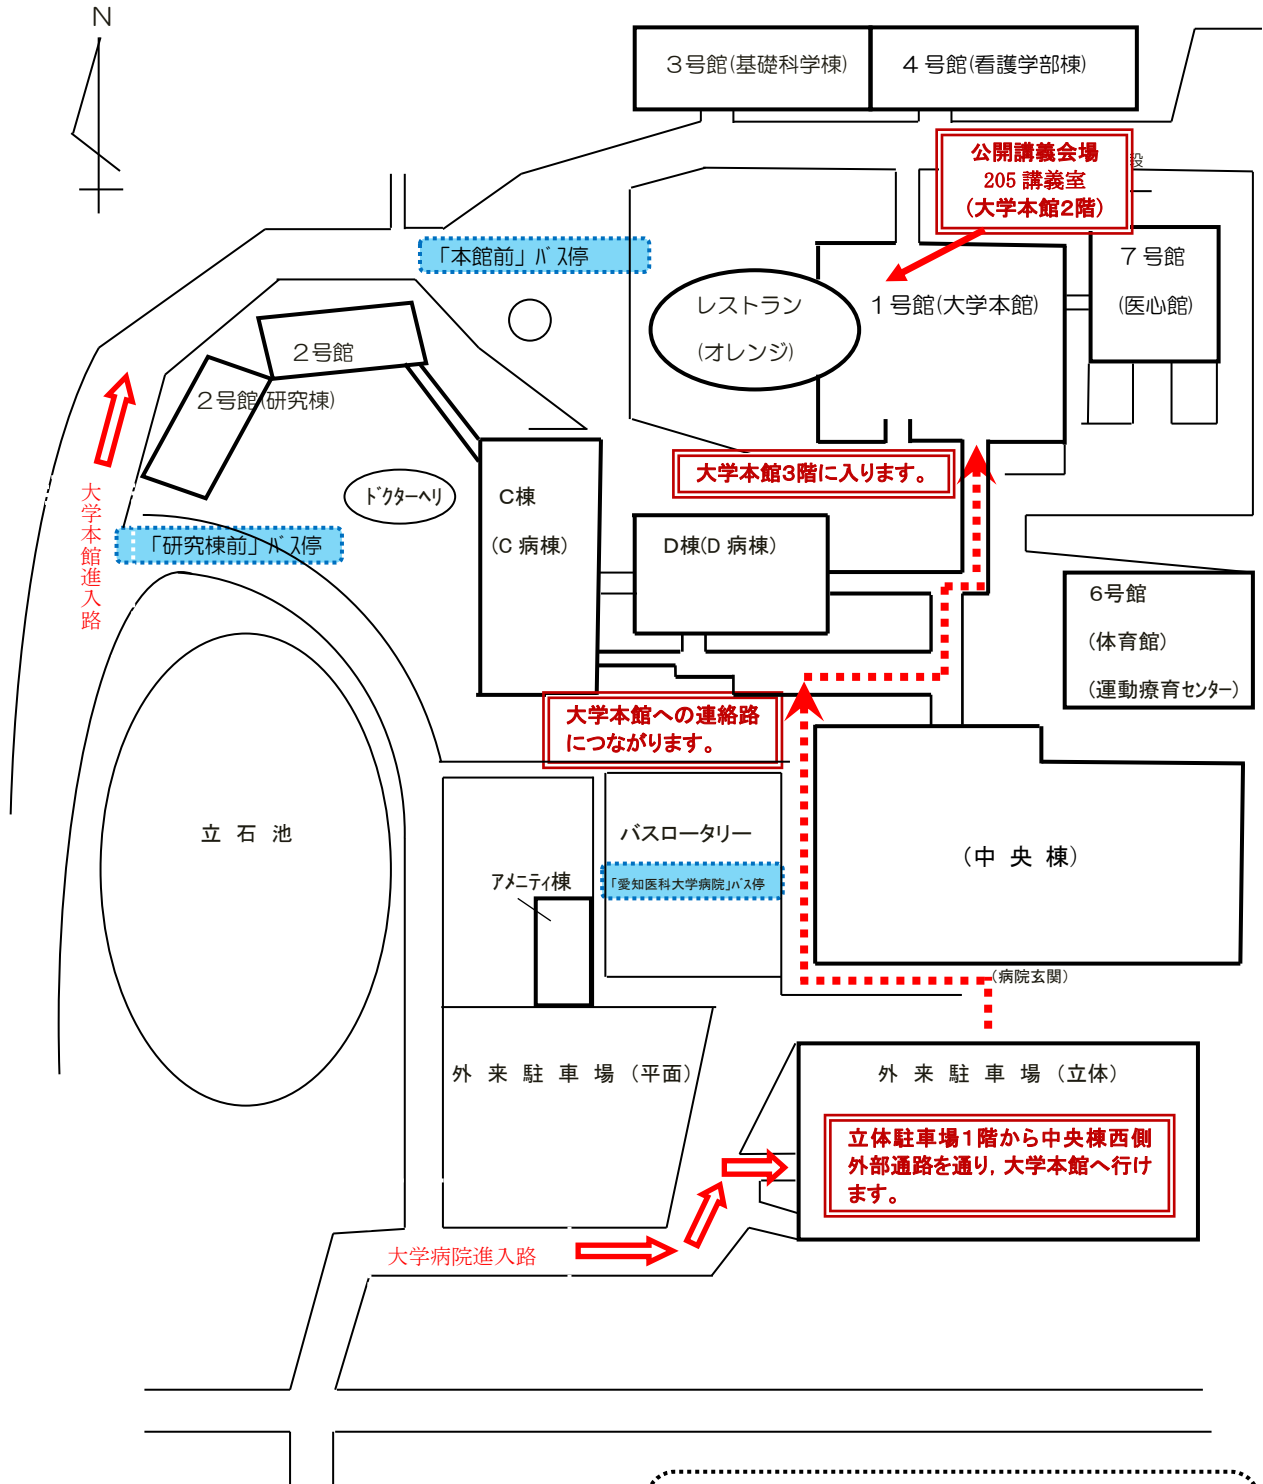 N
3号館(基礎科学棟)
4号館(看護学部棟)
公開講義会場
205 講義室
(大学本館2階)
設
「本館前」バス停
7号館
(医心館)
レストラン
(オレンジ)
1号館(大学本館)
2号館
2号館(研究棟)
大学本館3階に入ります。
大学本館進入路
ドクターヘリ
C棟
(C 病棟)
D棟(D 病棟)
「研究棟前」バス停
6号館
(体育館)
(運動療育センター)
大学本館への連絡路
につながります。
立 石 池
バスロータリー
(中 央 棟)
アメニティ棟
「愛知医科大学病院」バス停
(病院玄関)
外 来 駐 車 場 (平面)
外 来 駐 車 場 (立体)
立体駐車場1階から中央棟西側
外部通路を通り, 大学本館へ行け
ます。
大学病院進入路